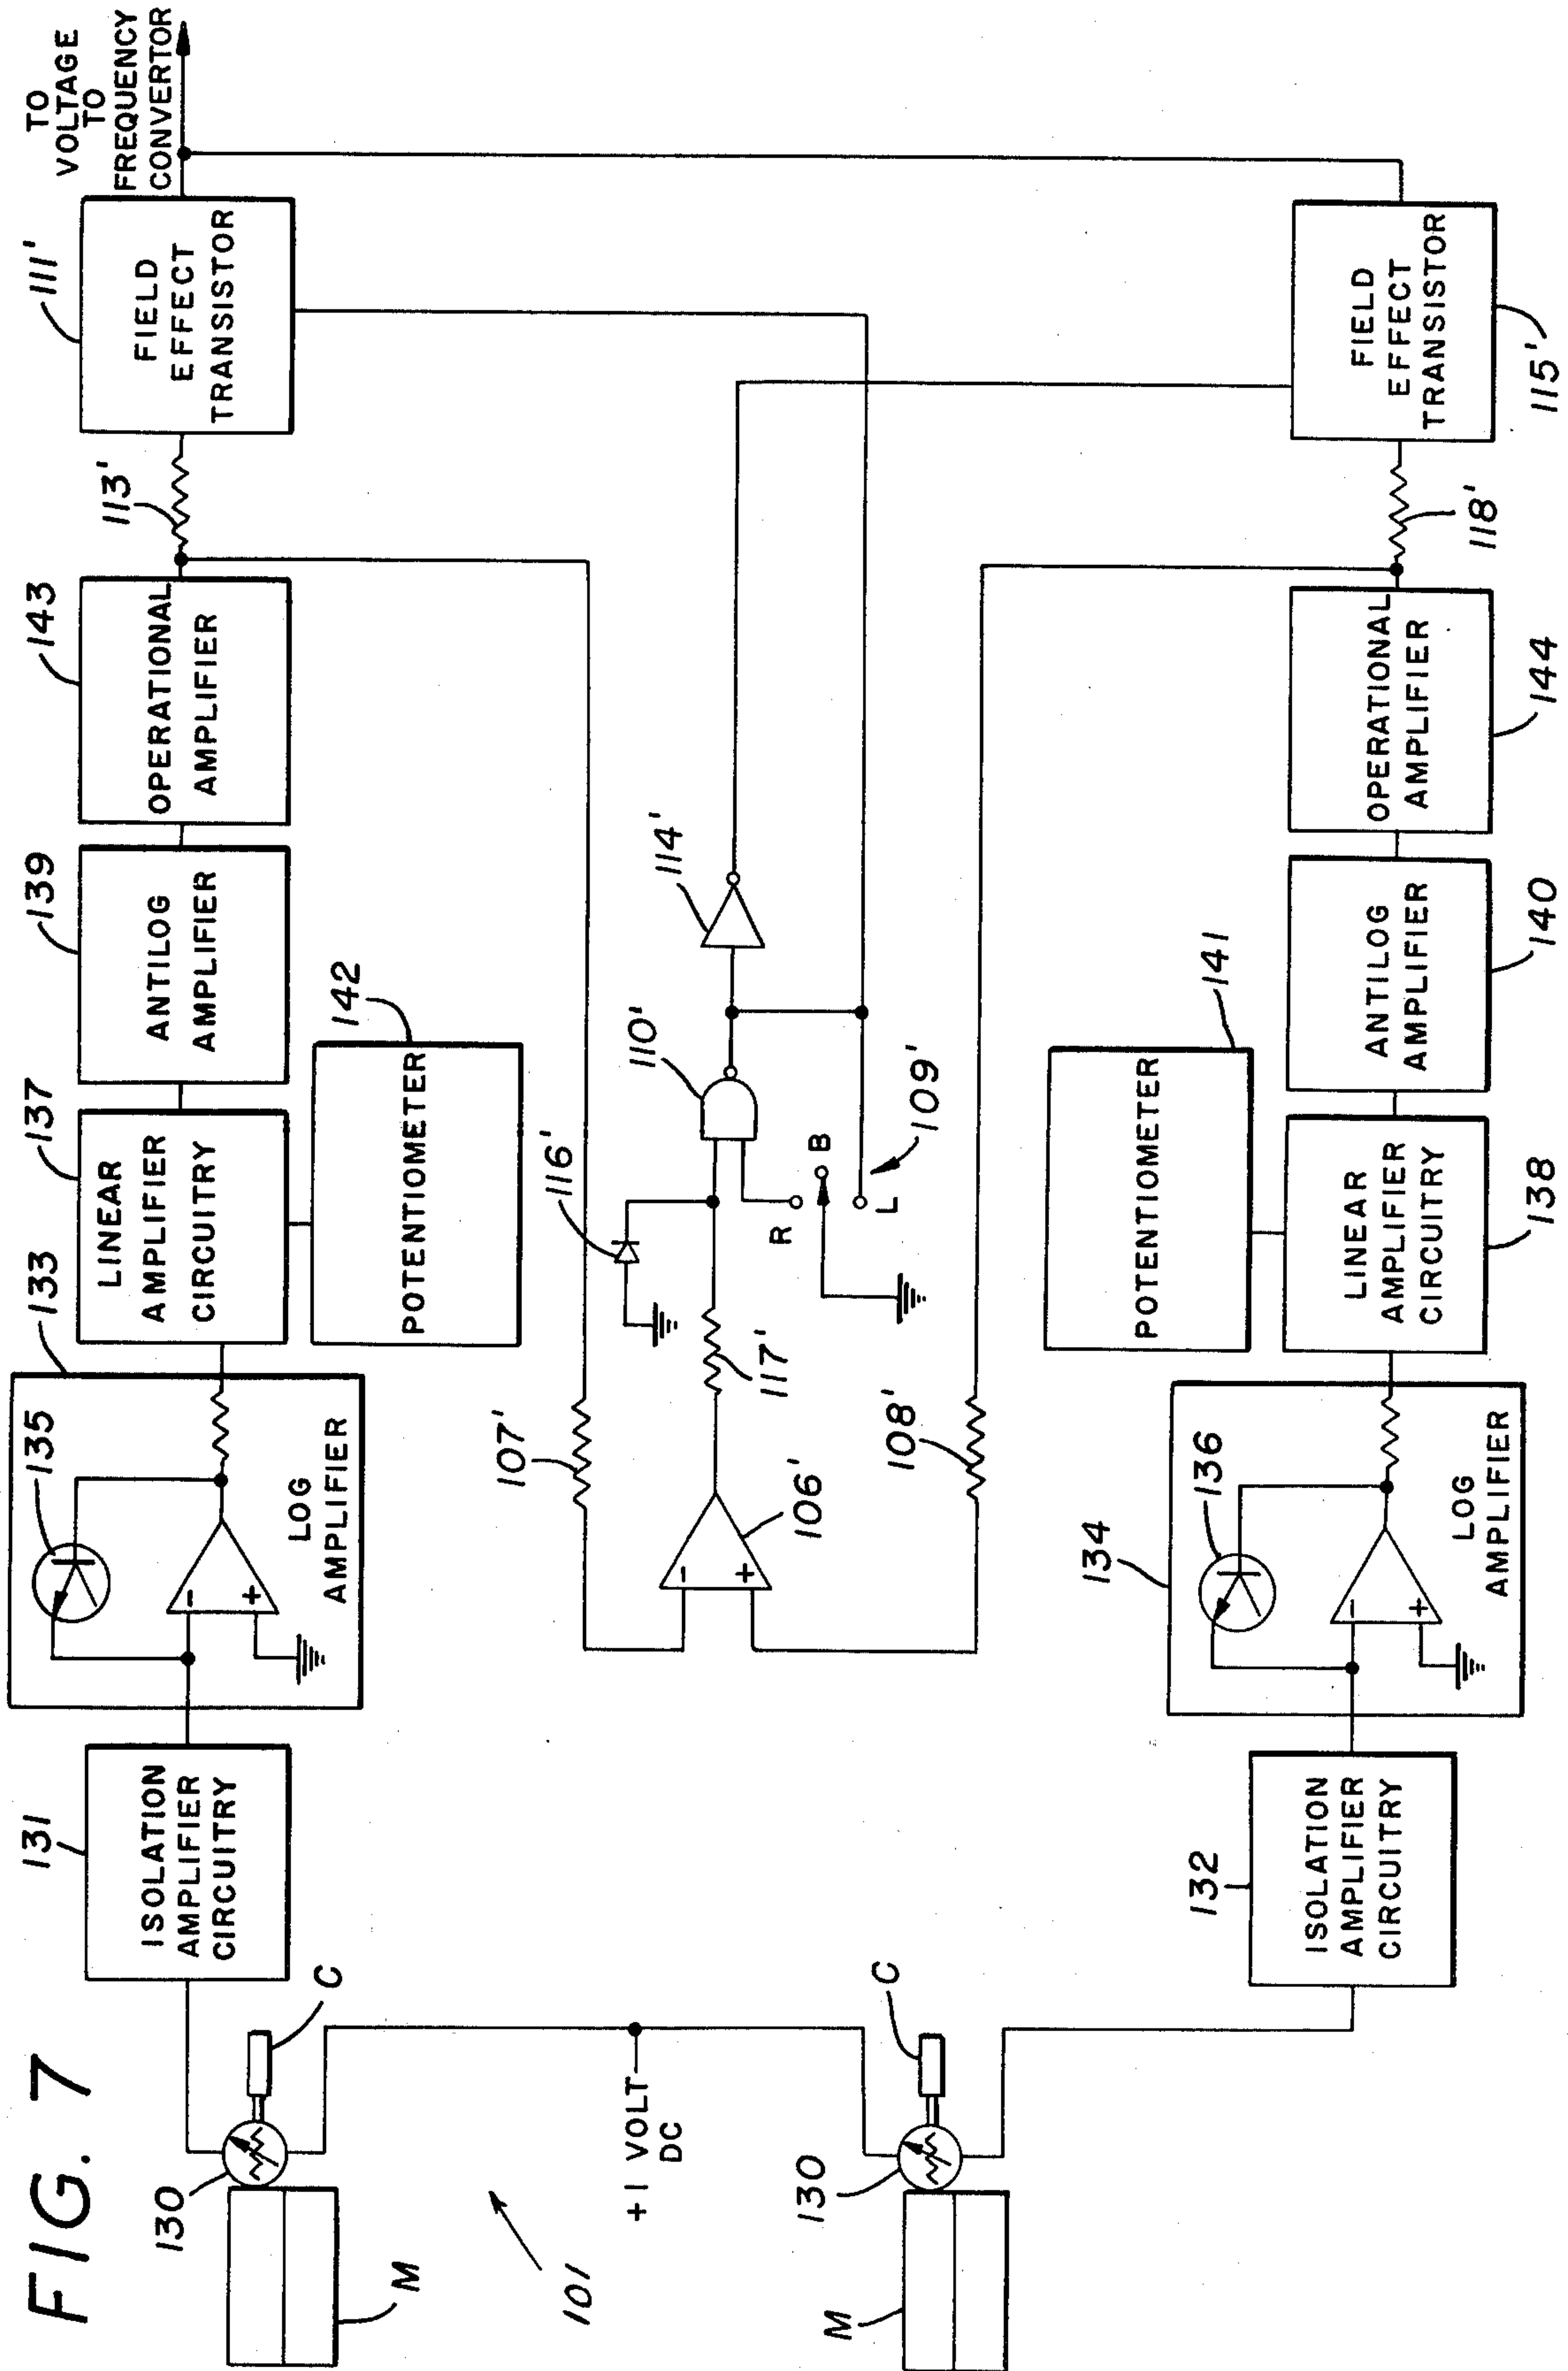 FIG. 7
101
M
130
C
+1 VOLT
DC
M
130
C
131
ISOLATION
AMPLIFIER
CIRCUITRY
133
135
-
+
LOG
AMPLIFIER
137
LINEAR
AMPLIFIER
CIRCUITRY
142
POTENTIOMETER
139
ANTILOG
AMPLIFIER
143
OPERATIONAL
AMPLIFIER
113'
111'
FIELD
EFFECT
TRANSISTOR
TO
VOLTAGE
TO
FREQUENCY
CONVERTOR
107'
-
+
106'
108'
117'
116'
R
B
L
109'
110'
114'
132
ISOLATION
AMPLIFIER
CIRCUITRY
134
136
-
+
LOG
AMPLIFIER
138
LINEAR
AMPLIFIER
CIRCUITRY
141
POTENTIOMETER
140
ANTILOG
AMPLIFIER
144
OPERATIONAL
AMPLIFIER
118'
115'
FIELD
EFFECT
TRANSISTOR